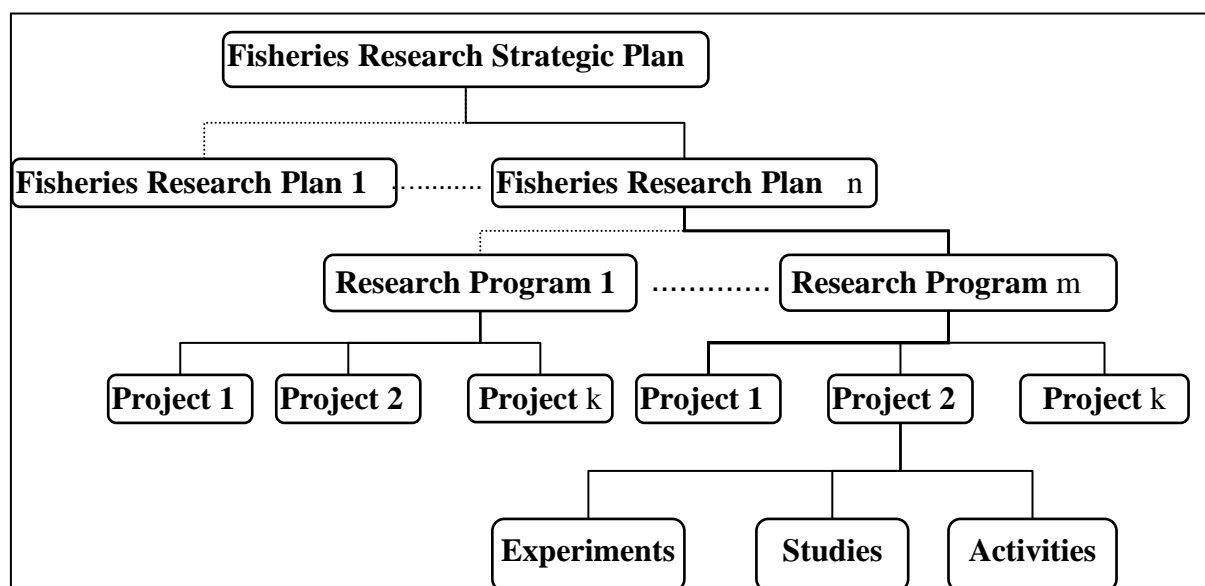 Fisheries Research Strategic Plan
Fisheries Research Plan 1 ............ Fisheries Research Plan n
Research Program 1 ............. Research Program m
Project 1 Project 2 Project k Project 1 Project 2 Project k
Experiments Studies Activities